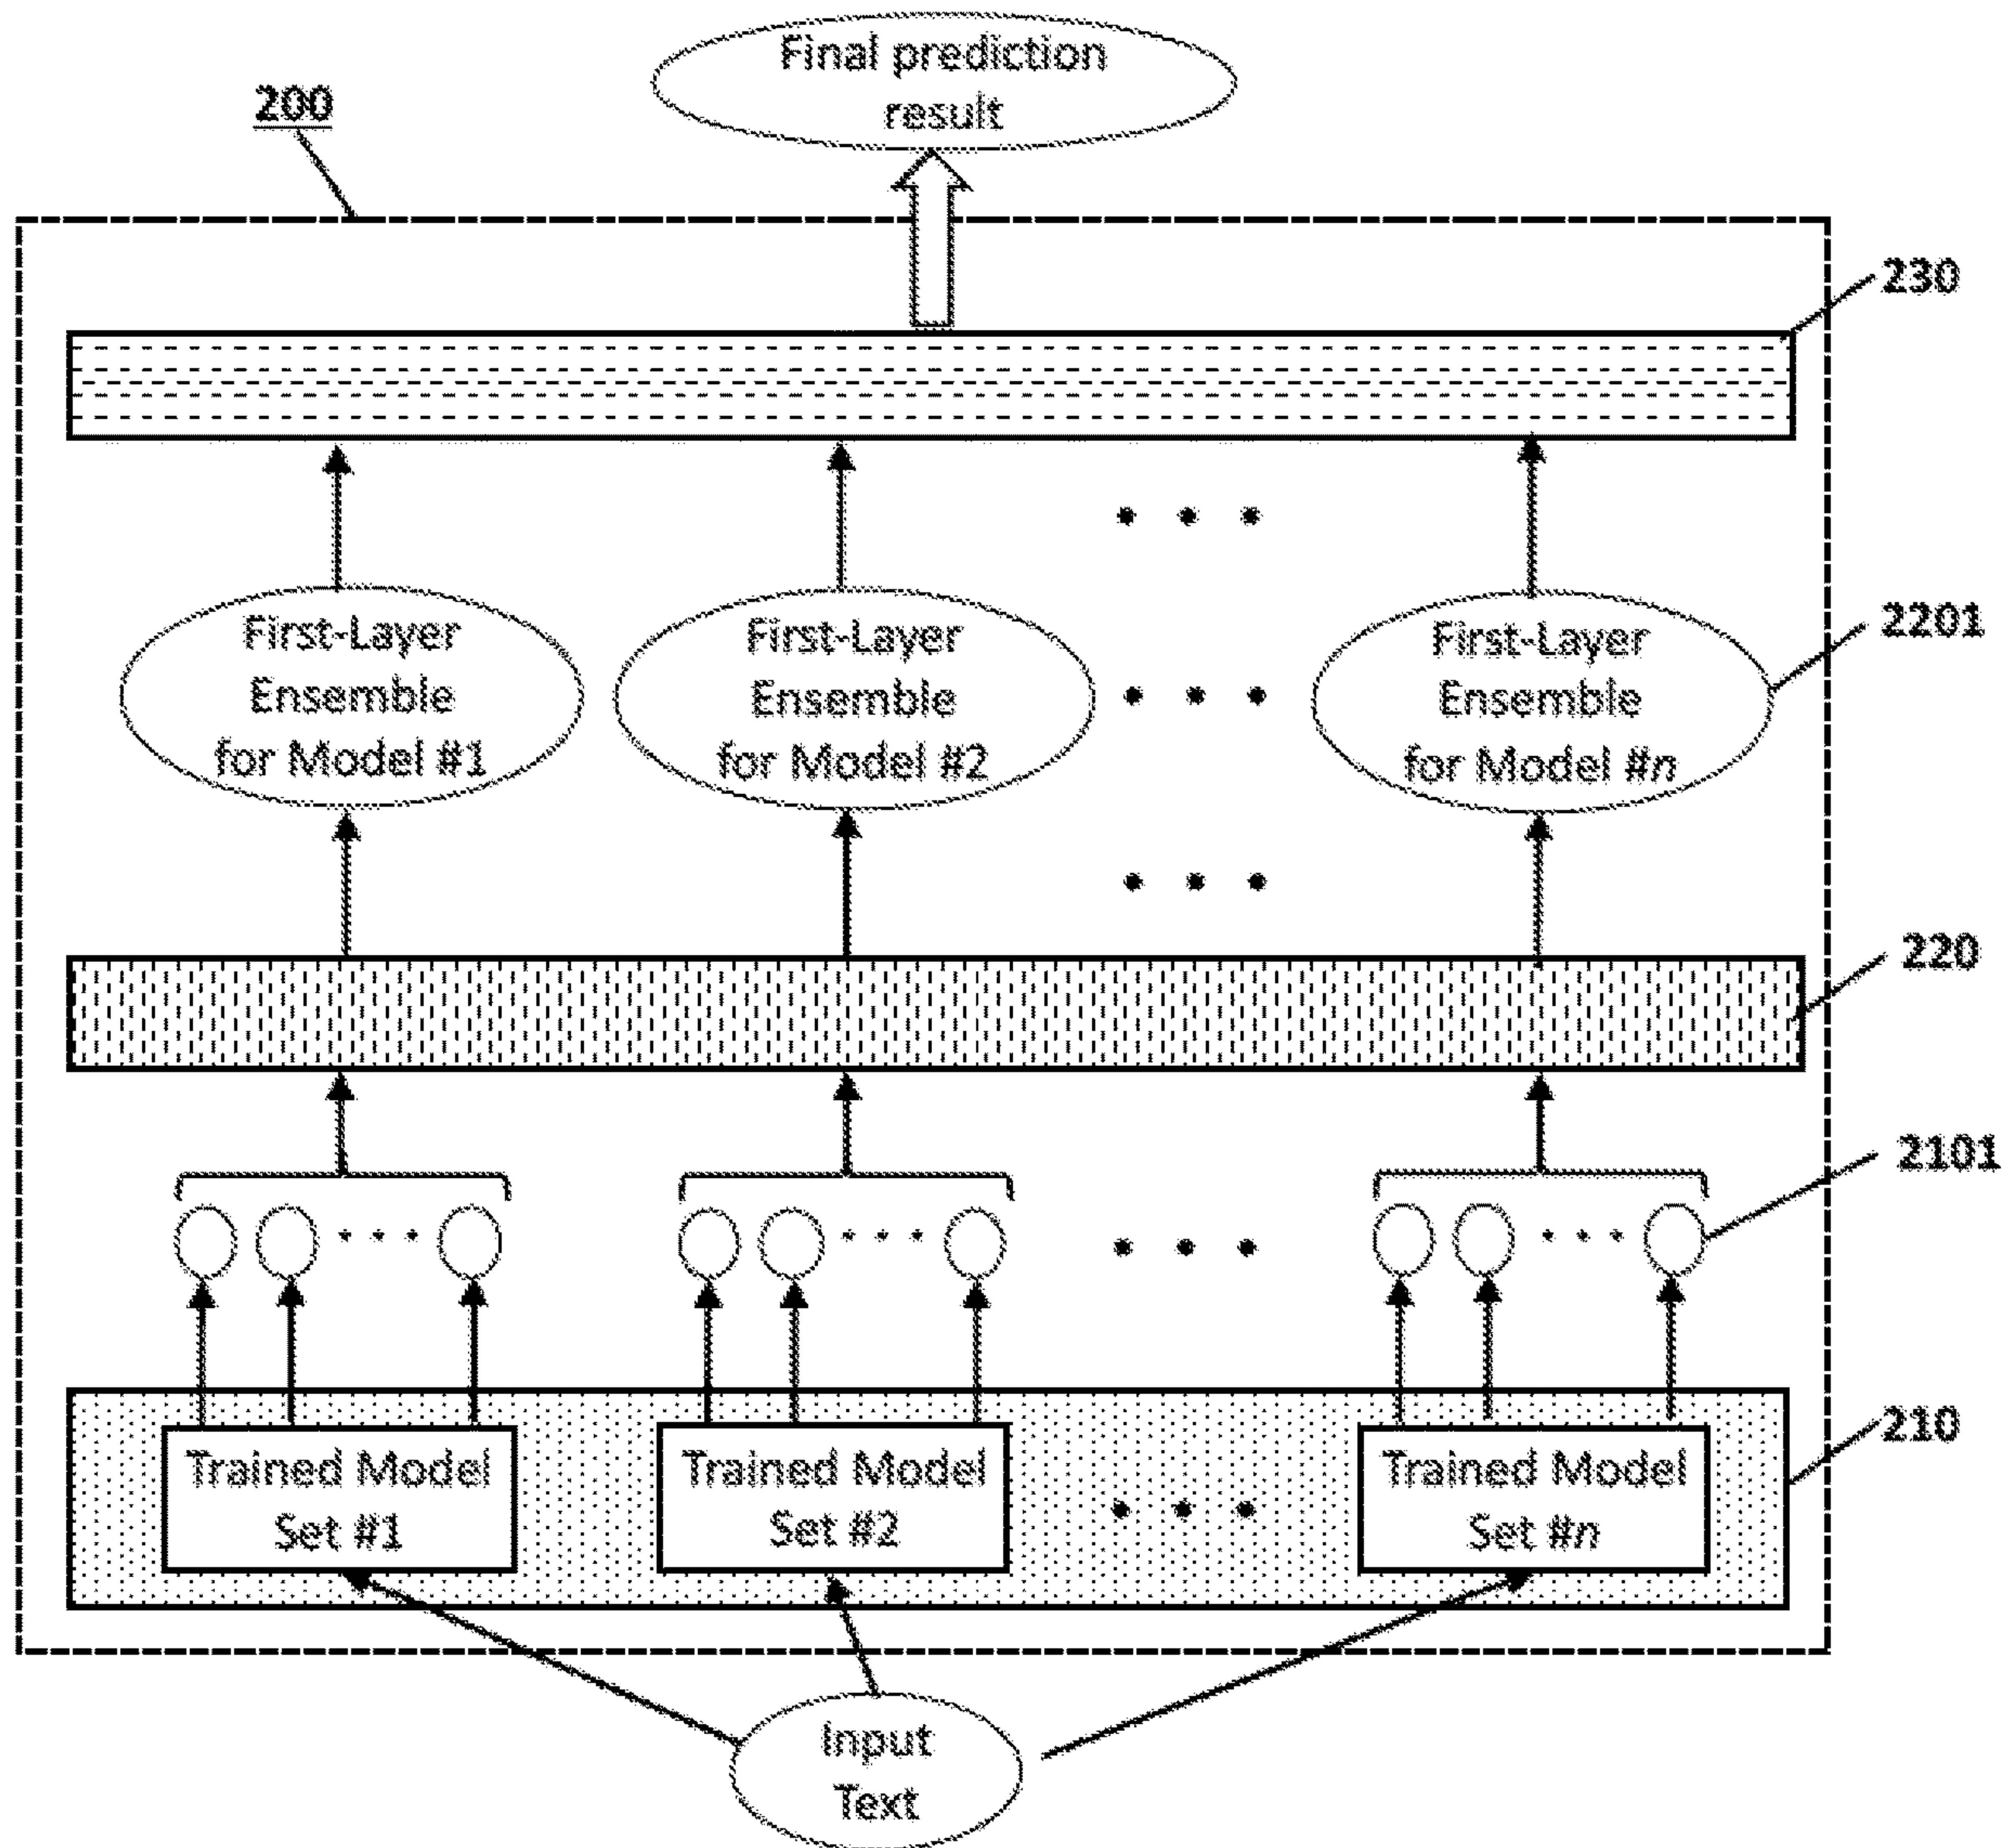 Final prediction
result
200
230
First-Layer
Ensemble
for Model #1
First-Layer
Ensemble
for Model #2
First-Layer
Ensemble
for Model #n
2201
220
2101
Trained Model
Set #1
Trained Model
Set #2
Trained Model
Set #n
210
Input
Text